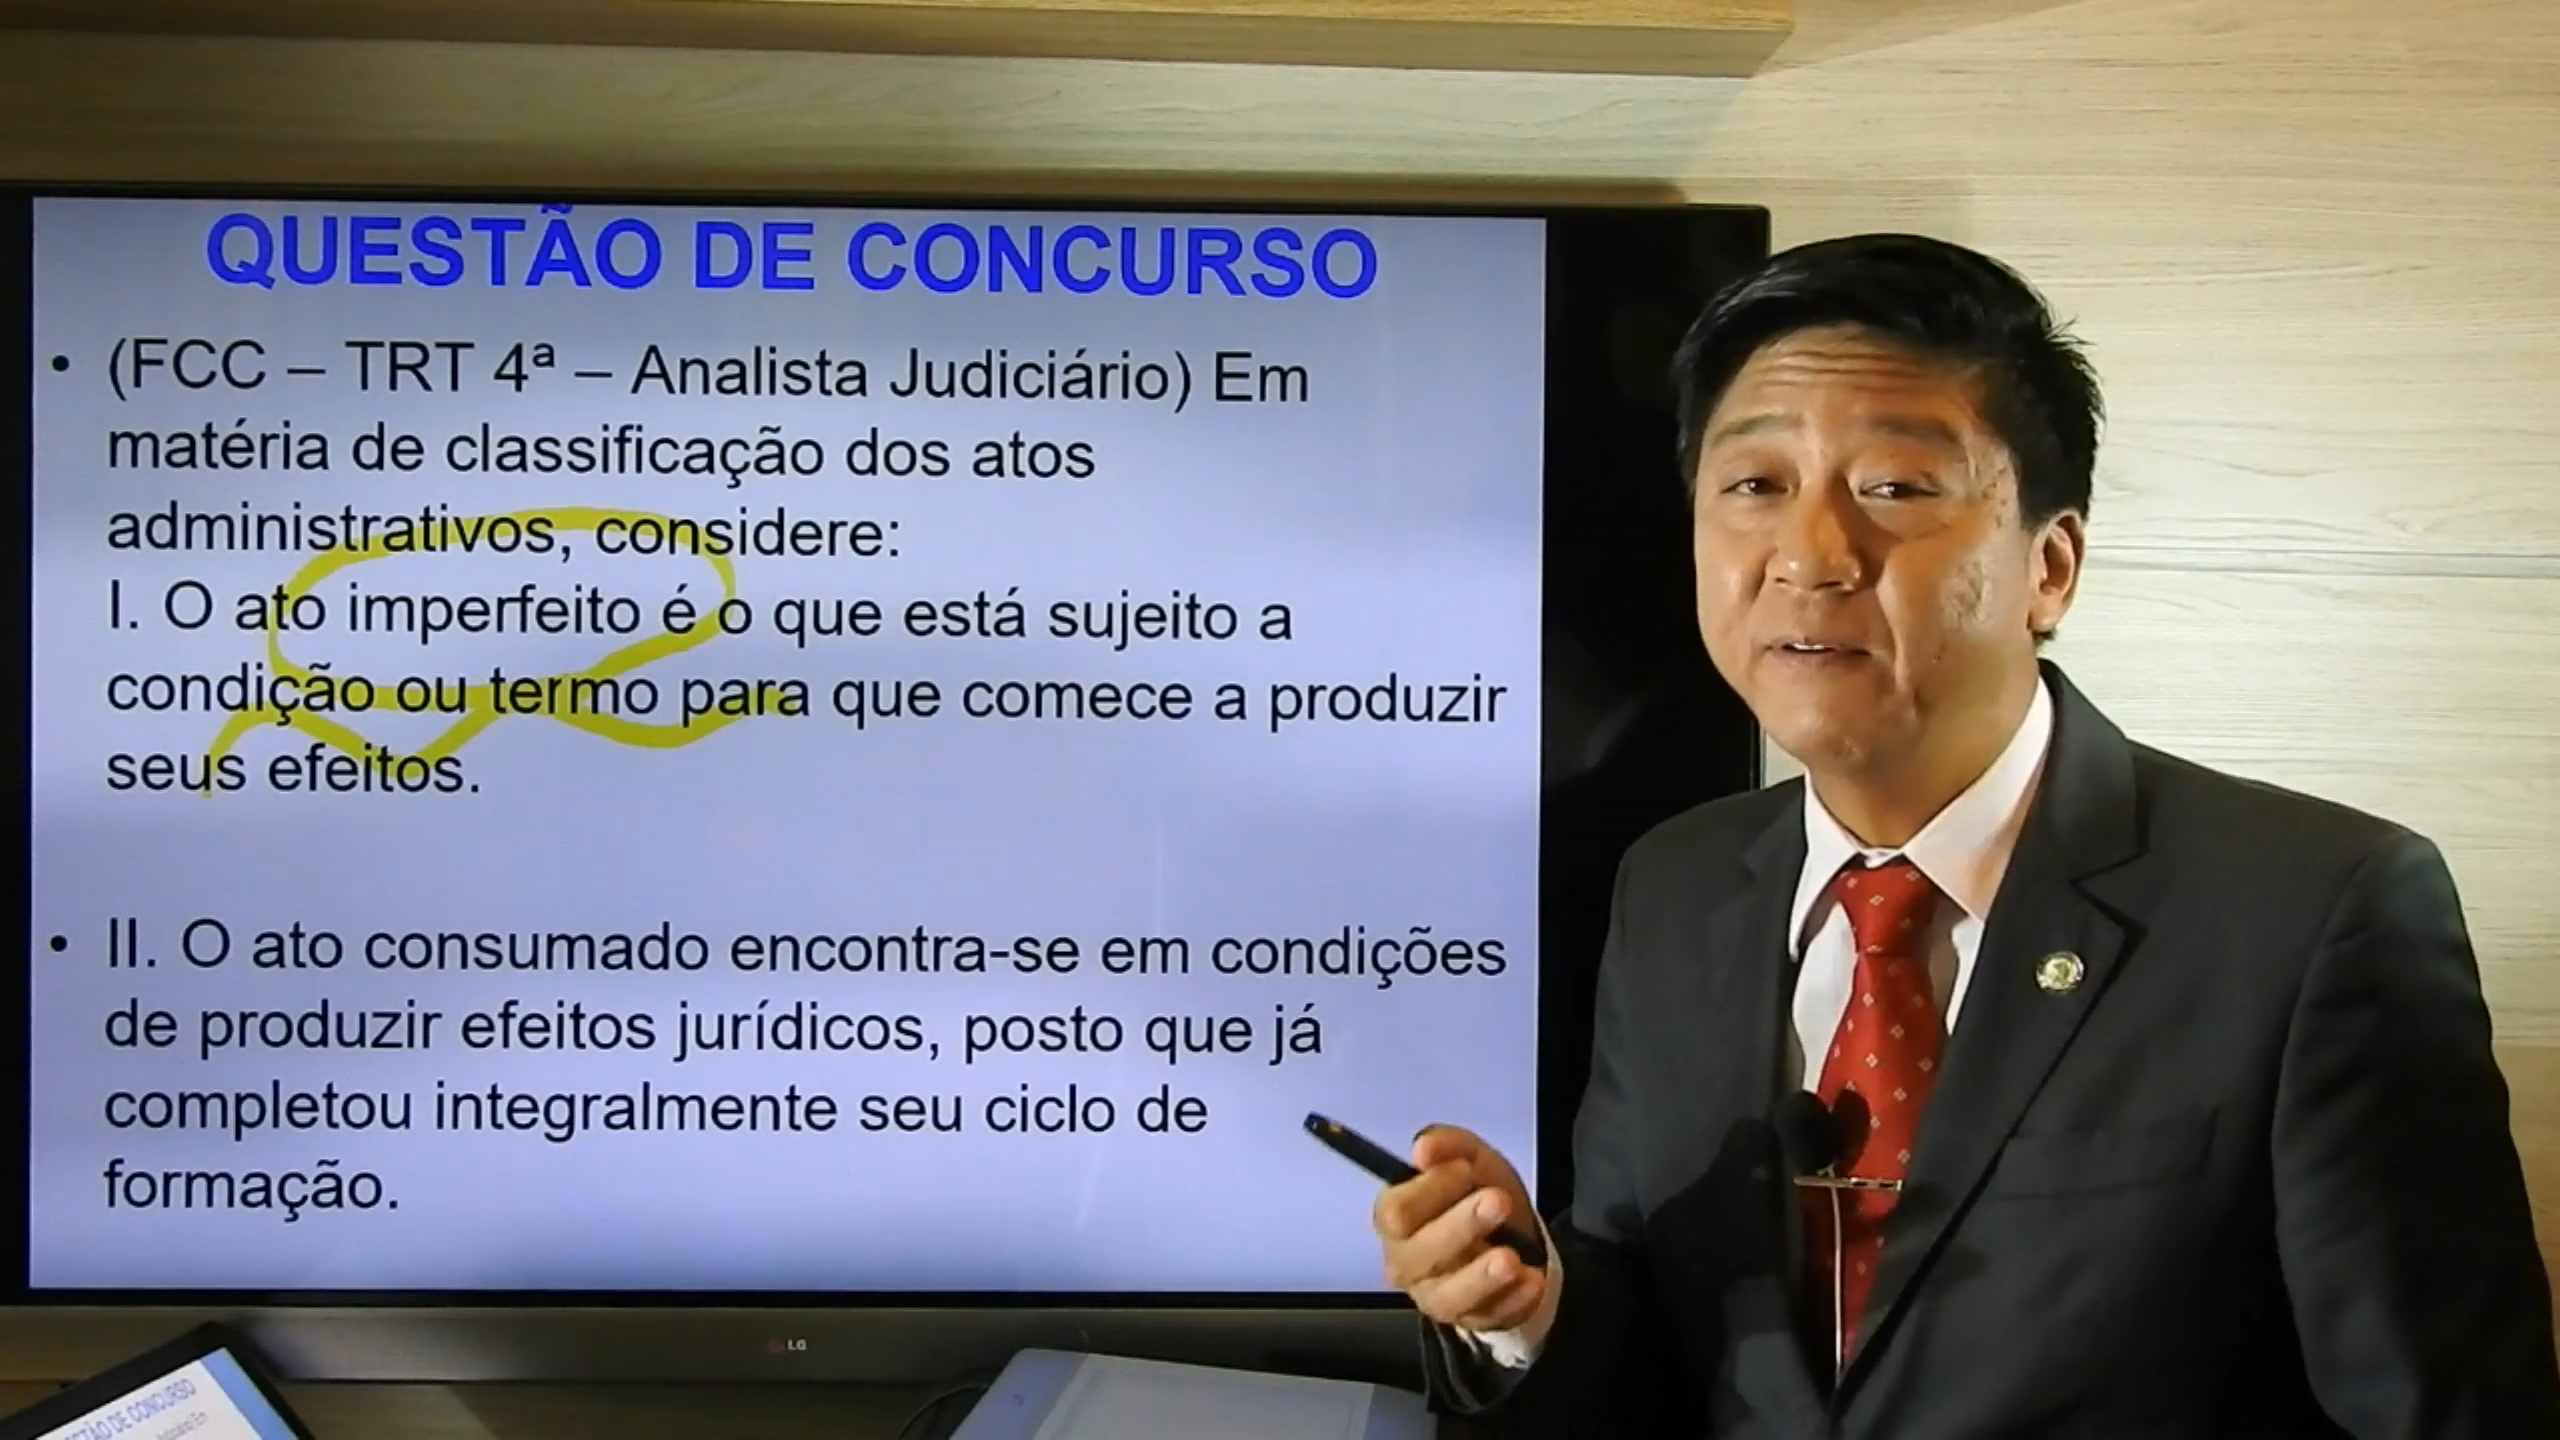 QUESTÃO DE CONCURSO
• (FCC – TRT 4ª – Analista Judiciário) Em
matéria de classificação dos atos
administrativos, considere:
I. O ato imperfeito é o que está sujeito a
condição ou termo para que comece a produzir
seus efeitos.
• II. O ato consumado encontra-se em condições
de produzir efeitos jurídicos, posto que já
completou integralmente seu ciclo de
formação.
LG
DE CONCURSO